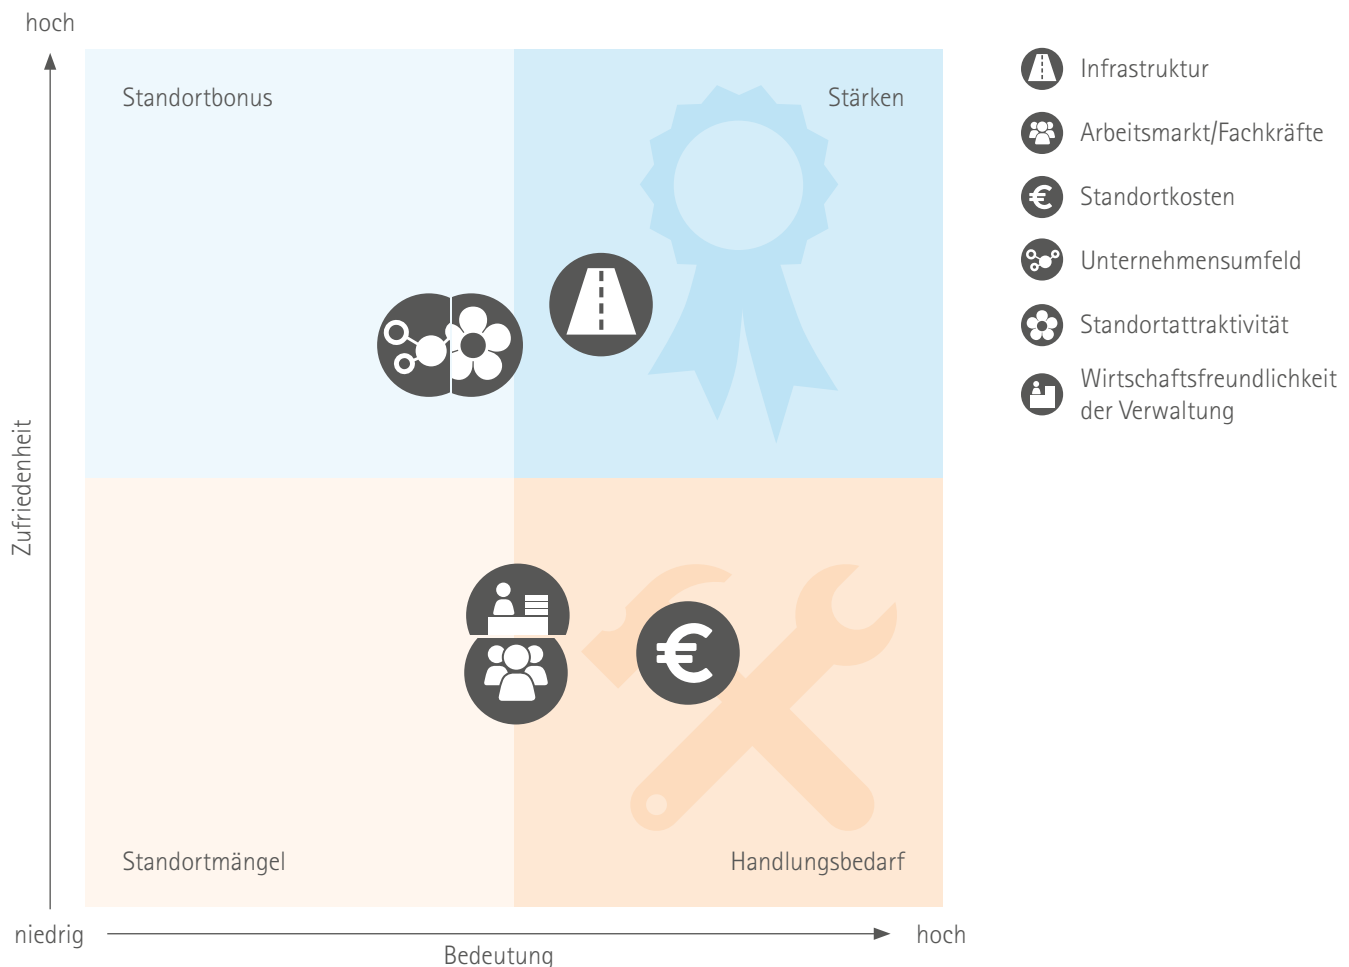 hoch
Standortbonus
Stärken
Zufriedenheit
Standortmängel
Handlungsbedarf
niedrig
Bedeutung
hoch
Infrastruktur
Arbeitsmarkt/Fachkräfte
€ Standortkosten
Unternehmensumfeld
Standortattraktivität
Wirtschaftsfreundlichkeit
der Verwaltung
€